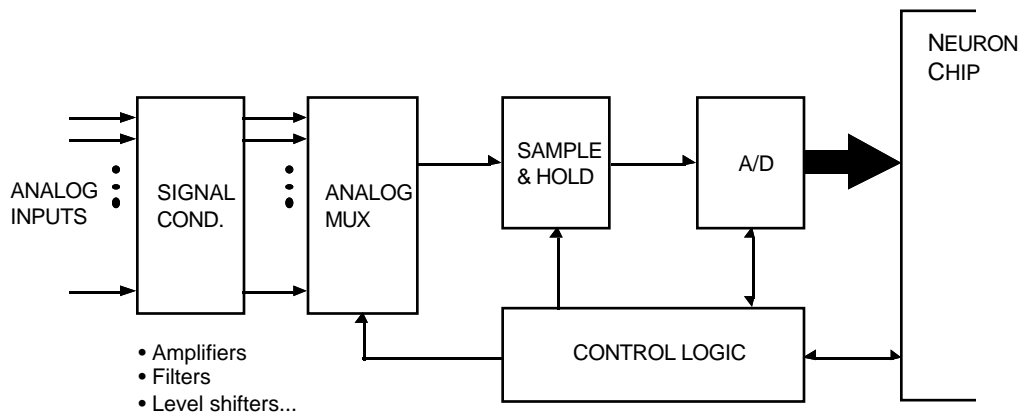 NEURON
CHIP
ANALOG
INPUTS
SIGNAL
COND.
ANALOG
MUX
SAMPLE
& HOLD
A/D
CONTROL LOGIC
• Amplifiers
• Filters
• Level shifters...